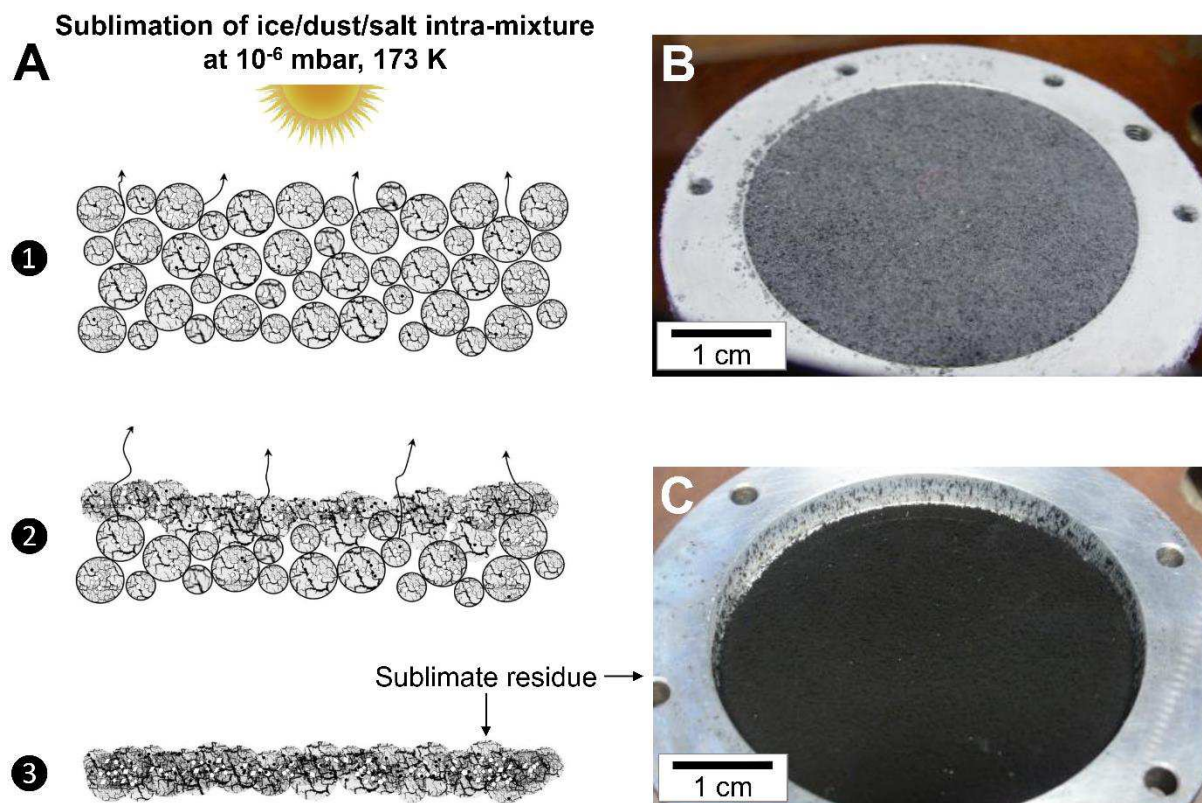 Sublimation of ice/dust/salt intra-mixture
at 10⁻⁶ mbar, 173 K
A
B
1
1 cm
2
C
Sublimate residue
3
1 cm